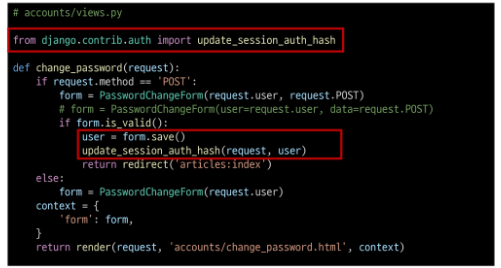 # accounts/views.py
from django.contrib.auth import update_session_auth_hash
def change_password(request):
    if request.method == 'POST':
        form = PasswordChangeForm(request.user, request.POST)
        # form = PasswordChangeForm(user=request.user, data=request.POST)
        if form.is_valid():
            user = form.save()
            update_session_auth_hash(request, user)
            return redirect('articles:index')
    else:
        form = PasswordChangeForm(request.user)
    context = {
        'form': form,
    }
    return render(request, 'accounts/change_password.html', context)